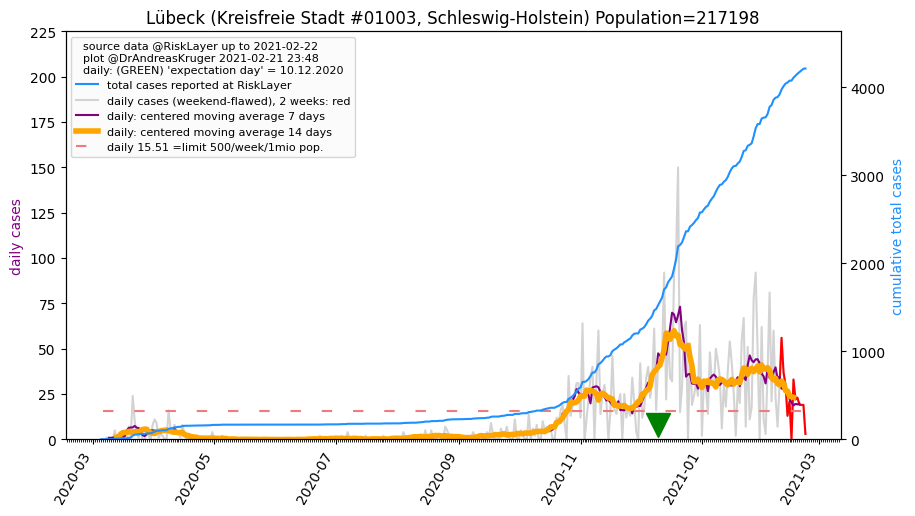 Lübeck (Kreisfreie Stadt #01003, Schleswig-Holstein) Population=217198
source data @RiskLayer up to 2021-02-22
plot @DrAndreasKruger 2021-02-21 23:48
daily: (GREEN) 'expectation day' = 10.12.2020
total cases reported at RiskLayer
daily cases (weekend-flawed), 2 weeks: red
daily: centered moving average 7 days
daily: centered moving average 14 days
daily 15.51 =limit 500/week/1mio pop.
daily cases
225
200
175
150
125
100
75
50
25
0
cumulative total cases
4000
3000
2000
1000
0
2020-03
2020-05
2020-07
2020-09
2020-11
2021-01
2021-03